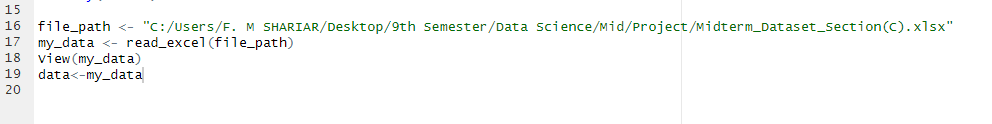 15
16 file_path <- "C:/Users/F. M SHARIAR/Desktop/9th Semester/Data Science/Mid/Project/Midterm_Dataset_Section(C).xlsx"
17 my_data <- read_excel(file_path)
18 View(my_data)
19 data<-my_data
20